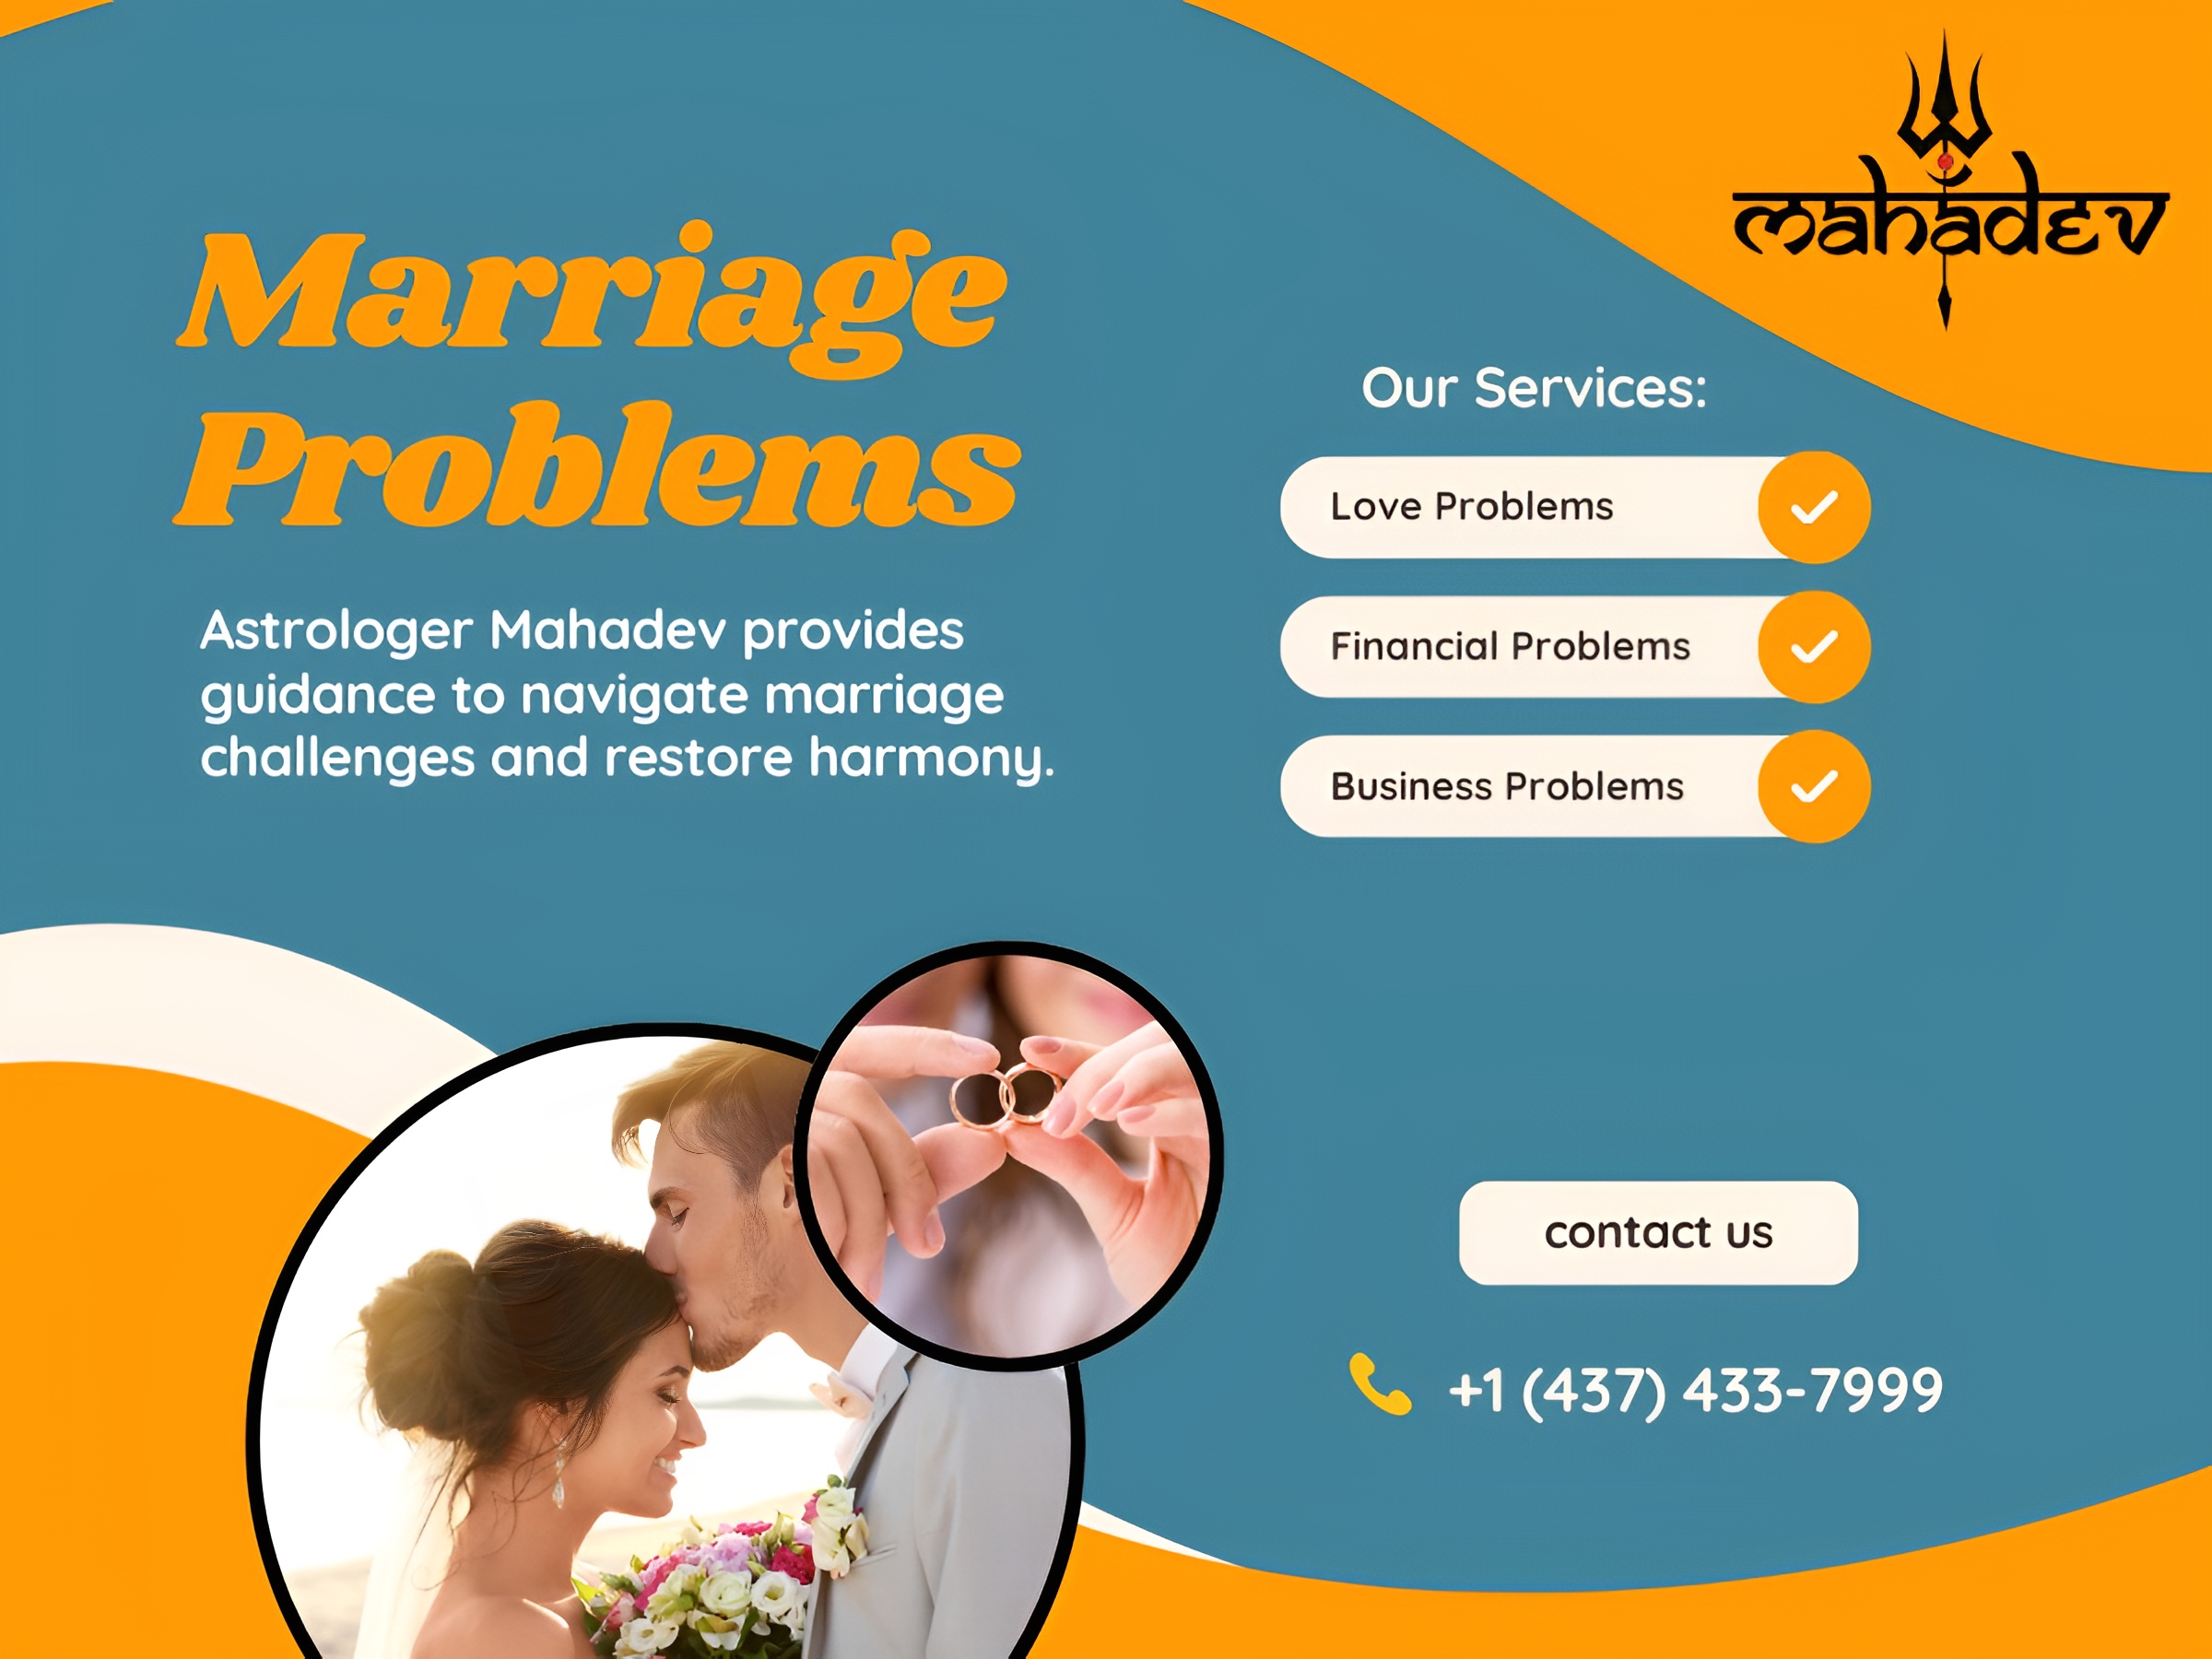 mahadev
Marriage
Problems
Astrologer Mahadev provides
guidance to navigate marriage
challenges and restore harmony.
Our Services:
Love Problems
Financial Problems
Business Problems
contact us
+1 (437) 433-7999